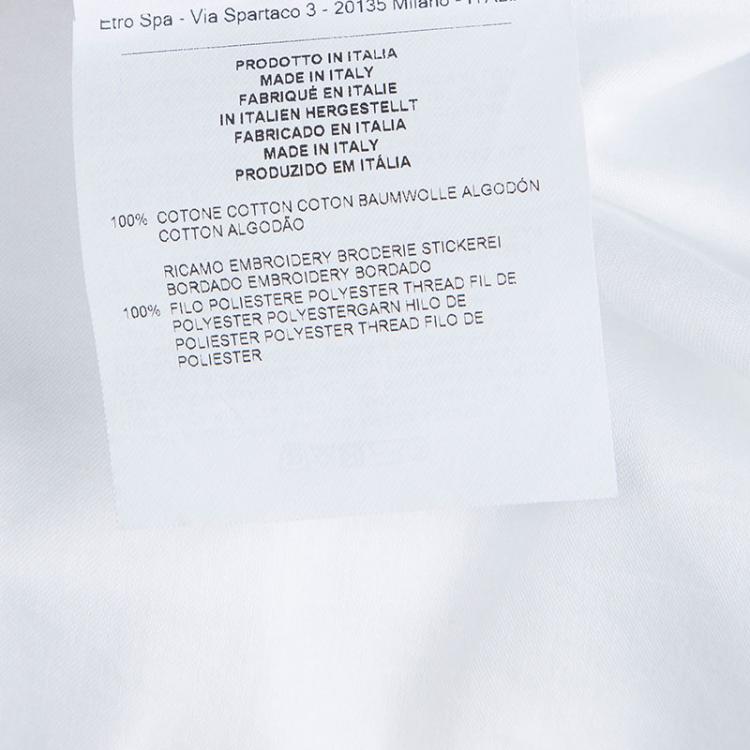 Etro Spa - Via Spartaco 3 - 20135 Milano - ITALIA
PRODOTTO IN ITALIA
MADE IN ITALY
FABRIQUÉ EN ITALIE
IN ITALIEN HERGESTELLT
FABRICADO EN ITALIA
MADE IN ITALY
PRODUZIDO EM ITÁLIA
100% COTONE COTTON COTON BAUMWOLLE ALGODÓN
COTTON ALGODÃO
RICAMO EMBROIDERY BRODERIE STICKEREI
BORDADO EMBROIDERY BORDADO
100% FILO POLIESTERE POLYESTER THREAD FIL DE
POLYESTER POLYESTERGARN HILO DE
POLIESTER POLYESTER THREAD FILO DE
POLIESTER